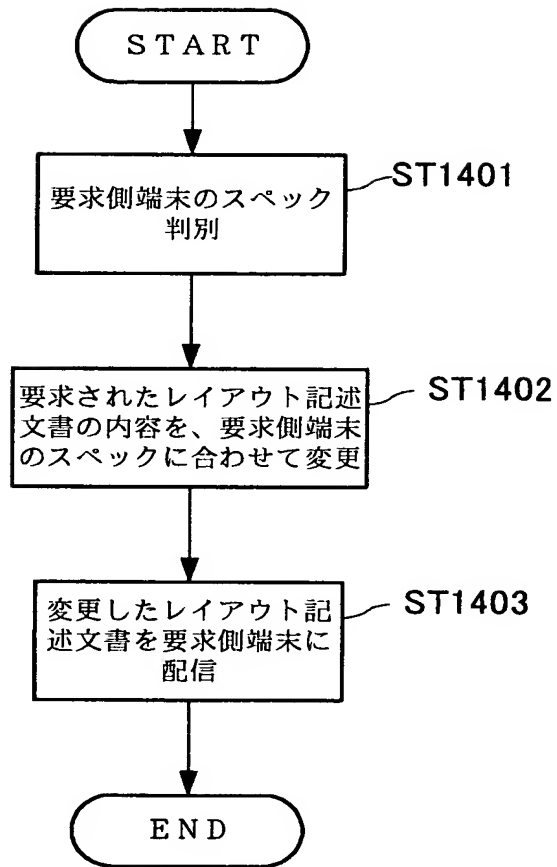 START
要求側端末のスペック
判別
ST1401
要求されたレイアウト記述
文書の内容を、要求側端末
のスペックに合わせて変更
ST1402
変更したレイアウト記
述文書を要求側端末に
配信
ST1403
END